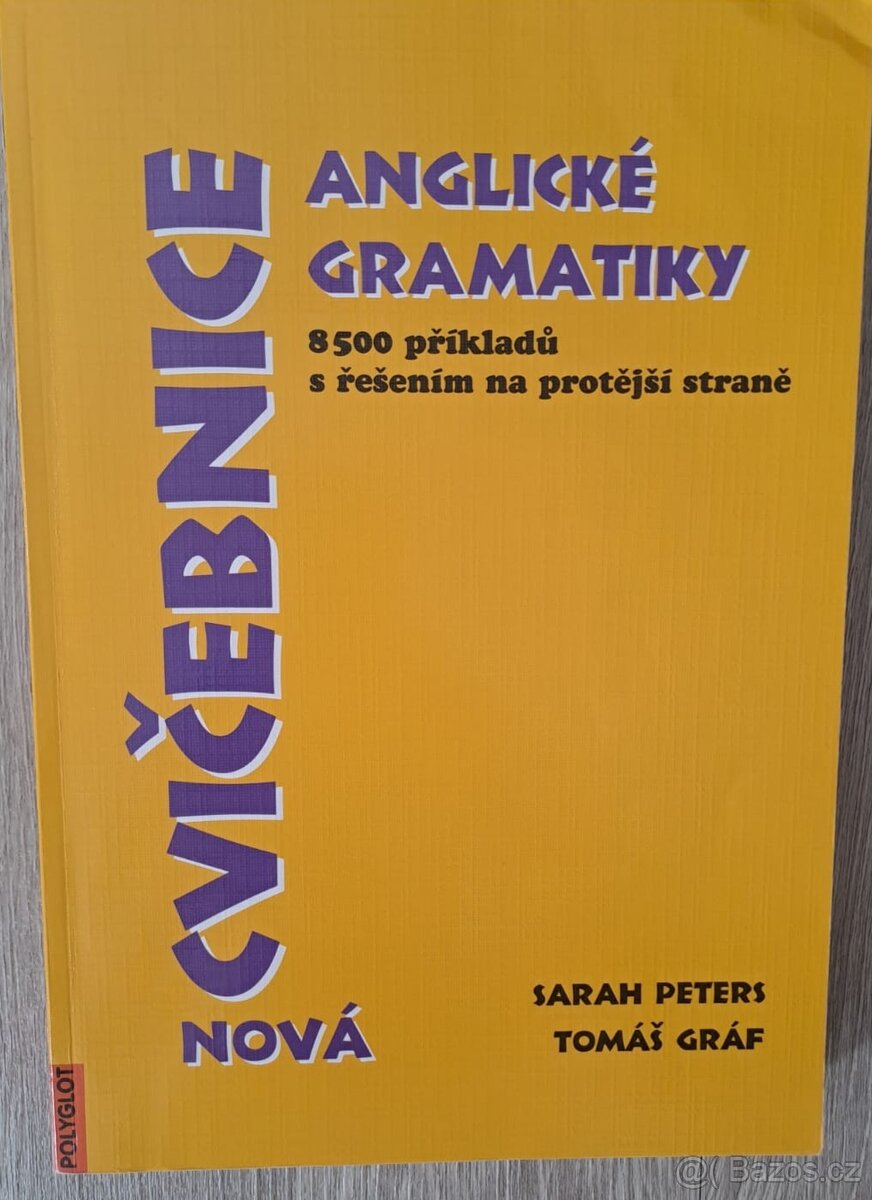 NOVÁ
CVIČEBNICE
ANGLICKÉ
GRAMATIKY
8500 příkladů
s řešením na protější straně
SARAH PETERS
TOMÁŠ GRÁF
POLYGLOT
@( Bazos.cz